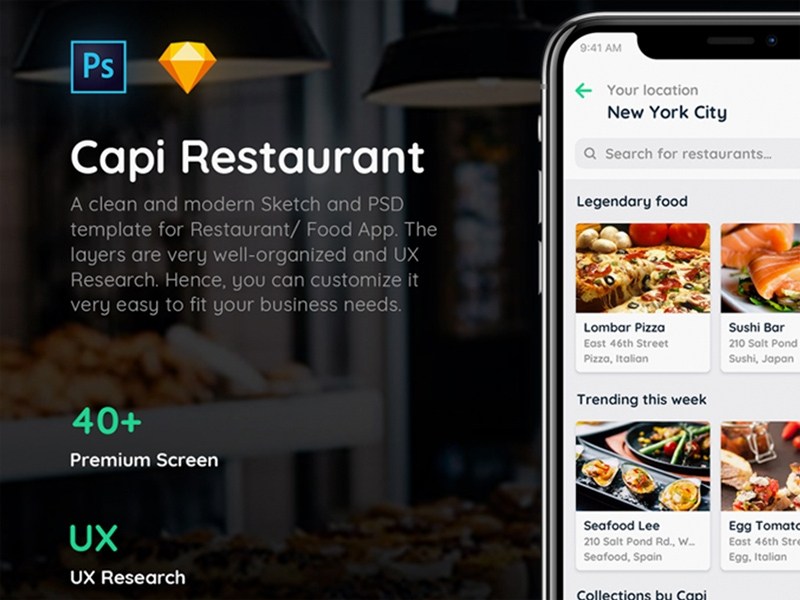 Ps
Capi Restaurant
A clean and modern Sketch and PSD
template for Restaurant/ Food App. The
layers are very well-organized and UX
Research. Hence, you can customize it
very easy to fit your business needs.
40+
Premium Screen
UX
UX Research
9:41 AM
Your location
New York City
Search for restaurants...
Legendary food
Lombar Pizza
East 46th Street
Pizza, Italian
Sushi Bar
210 Salt Pond
Sushi, Japan
Trending this week
Seafood Lee
210 Salt Pond Rd., W...
Seafood, Spain
Egg Tomato
East 46th Stre
Egg, Italian
Collections by Capi